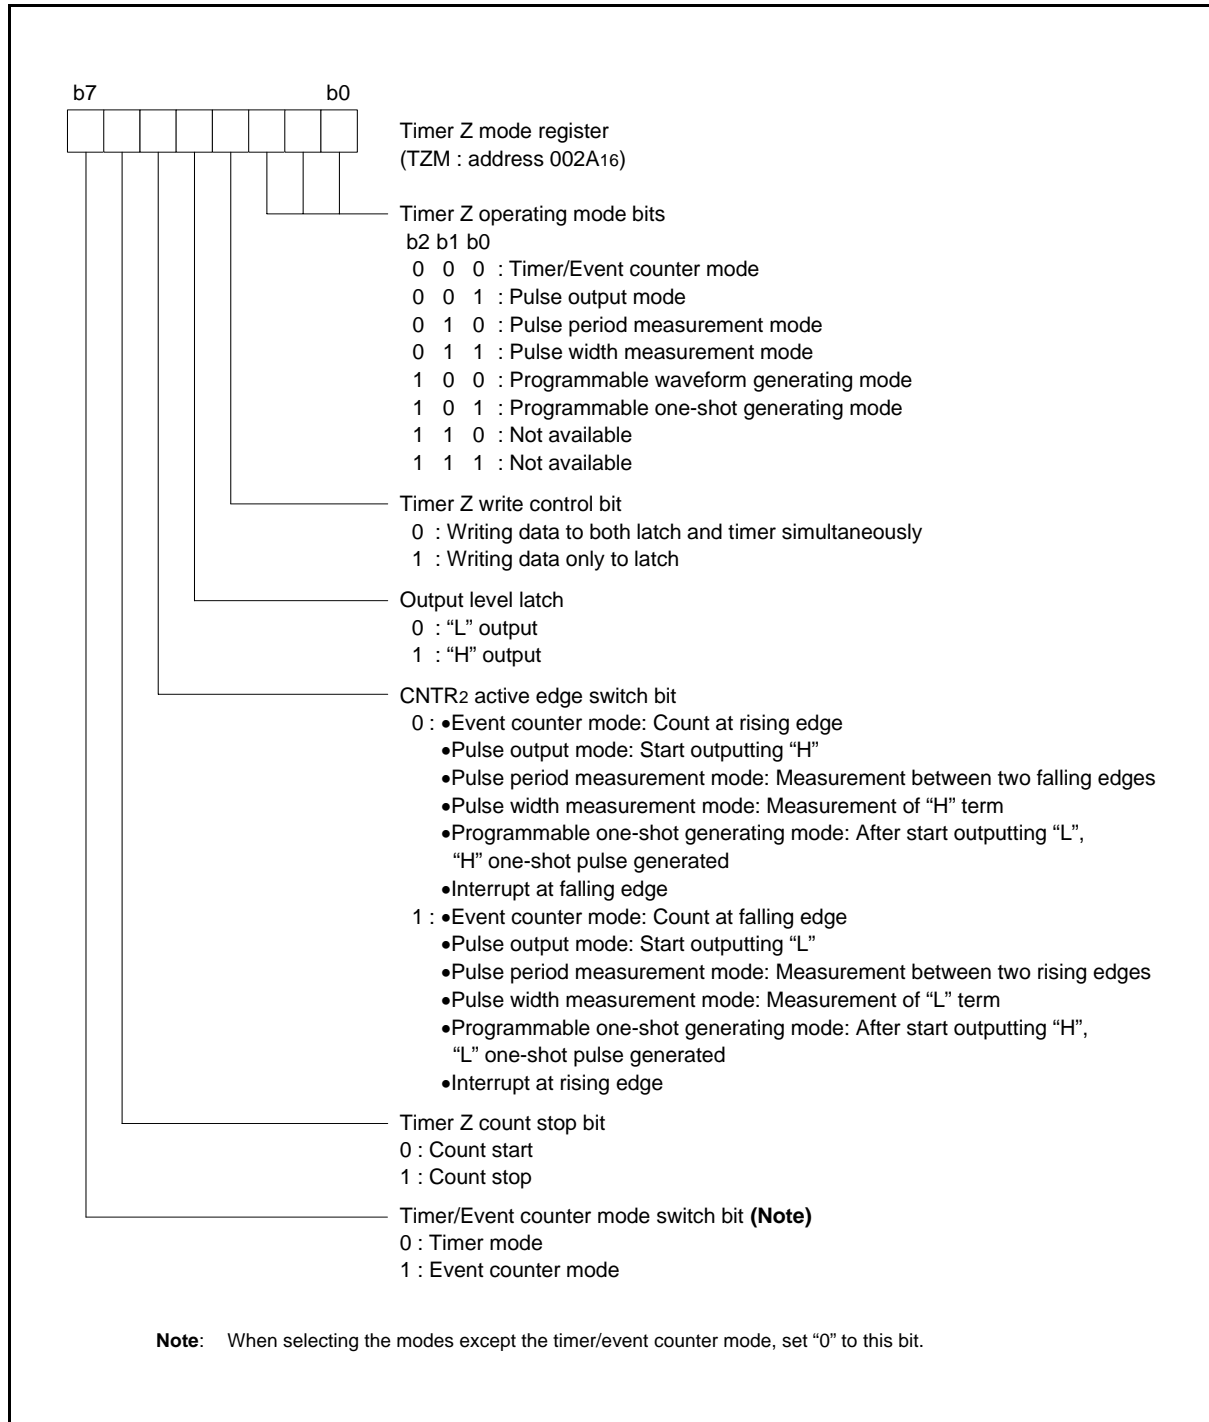 b7 b0
Timer Z mode register
(TZM : address 002A16)
Timer Z operating mode bits
b2 b1 b0
0 0 0 : Timer/Event counter mode
0 0 1 : Pulse output mode
0 1 0 : Pulse period measurement mode
0 1 1 : Pulse width measurement mode
1 0 0 : Programmable waveform generating mode
1 0 1 : Programmable one-shot generating mode
1 1 0 : Not available
1 1 1 : Not available
Timer Z write control bit
0 : Writing data to both latch and timer simultaneously
1 : Writing data only to latch
Output level latch
0 : “L” output
1 : “H” output
CNTR2 active edge switch bit
0 : •Event counter mode: Count at rising edge
•Pulse output mode: Start outputting “H”
•Pulse period measurement mode: Measurement between two falling edges
•Pulse width measurement mode: Measurement of “H” term
•Programmable one-shot generating mode: After start outputting “L”,
“H” one-shot pulse generated
•Interrupt at falling edge
1 : •Event counter mode: Count at falling edge
•Pulse output mode: Start outputting “L”
•Pulse period measurement mode: Measurement between two rising edges
•Pulse width measurement mode: Measurement of “L” term
•Programmable one-shot generating mode: After start outputting “H”,
“L” one-shot pulse generated
•Interrupt at rising edge
Timer Z count stop bit
0 : Count start
1 : Count stop
Timer/Event counter mode switch bit (Note)
0 : Timer mode
1 : Event counter mode
Note: When selecting the modes except the timer/event counter mode, set “0” to this bit.